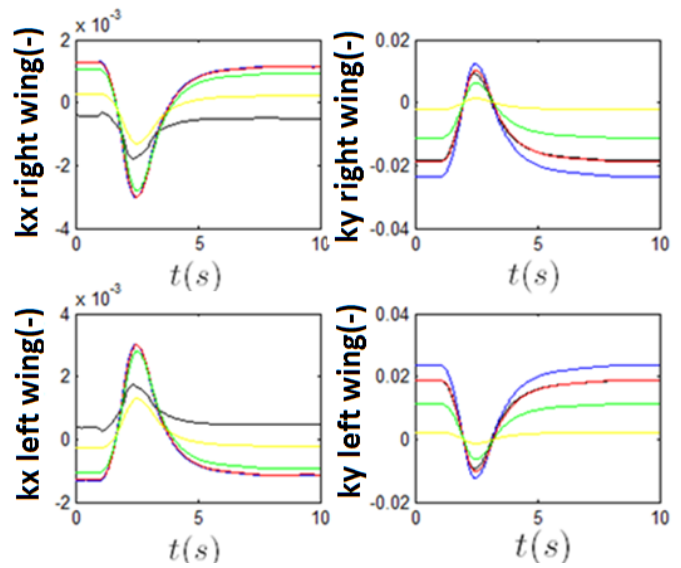 x 10⁻³
kx right wing(-)
2
0
-2
-4
0
5
10
t(s)
ky right wing(-)
0.02
0
-0.02
-0.04
0
5
10
t(s)
x 10⁻³
kx left wing(-)
4
2
0
-2
0
5
10
t(s)
ky left wing(-)
0.04
0.02
0
-0.02
0
5
10
t(s)